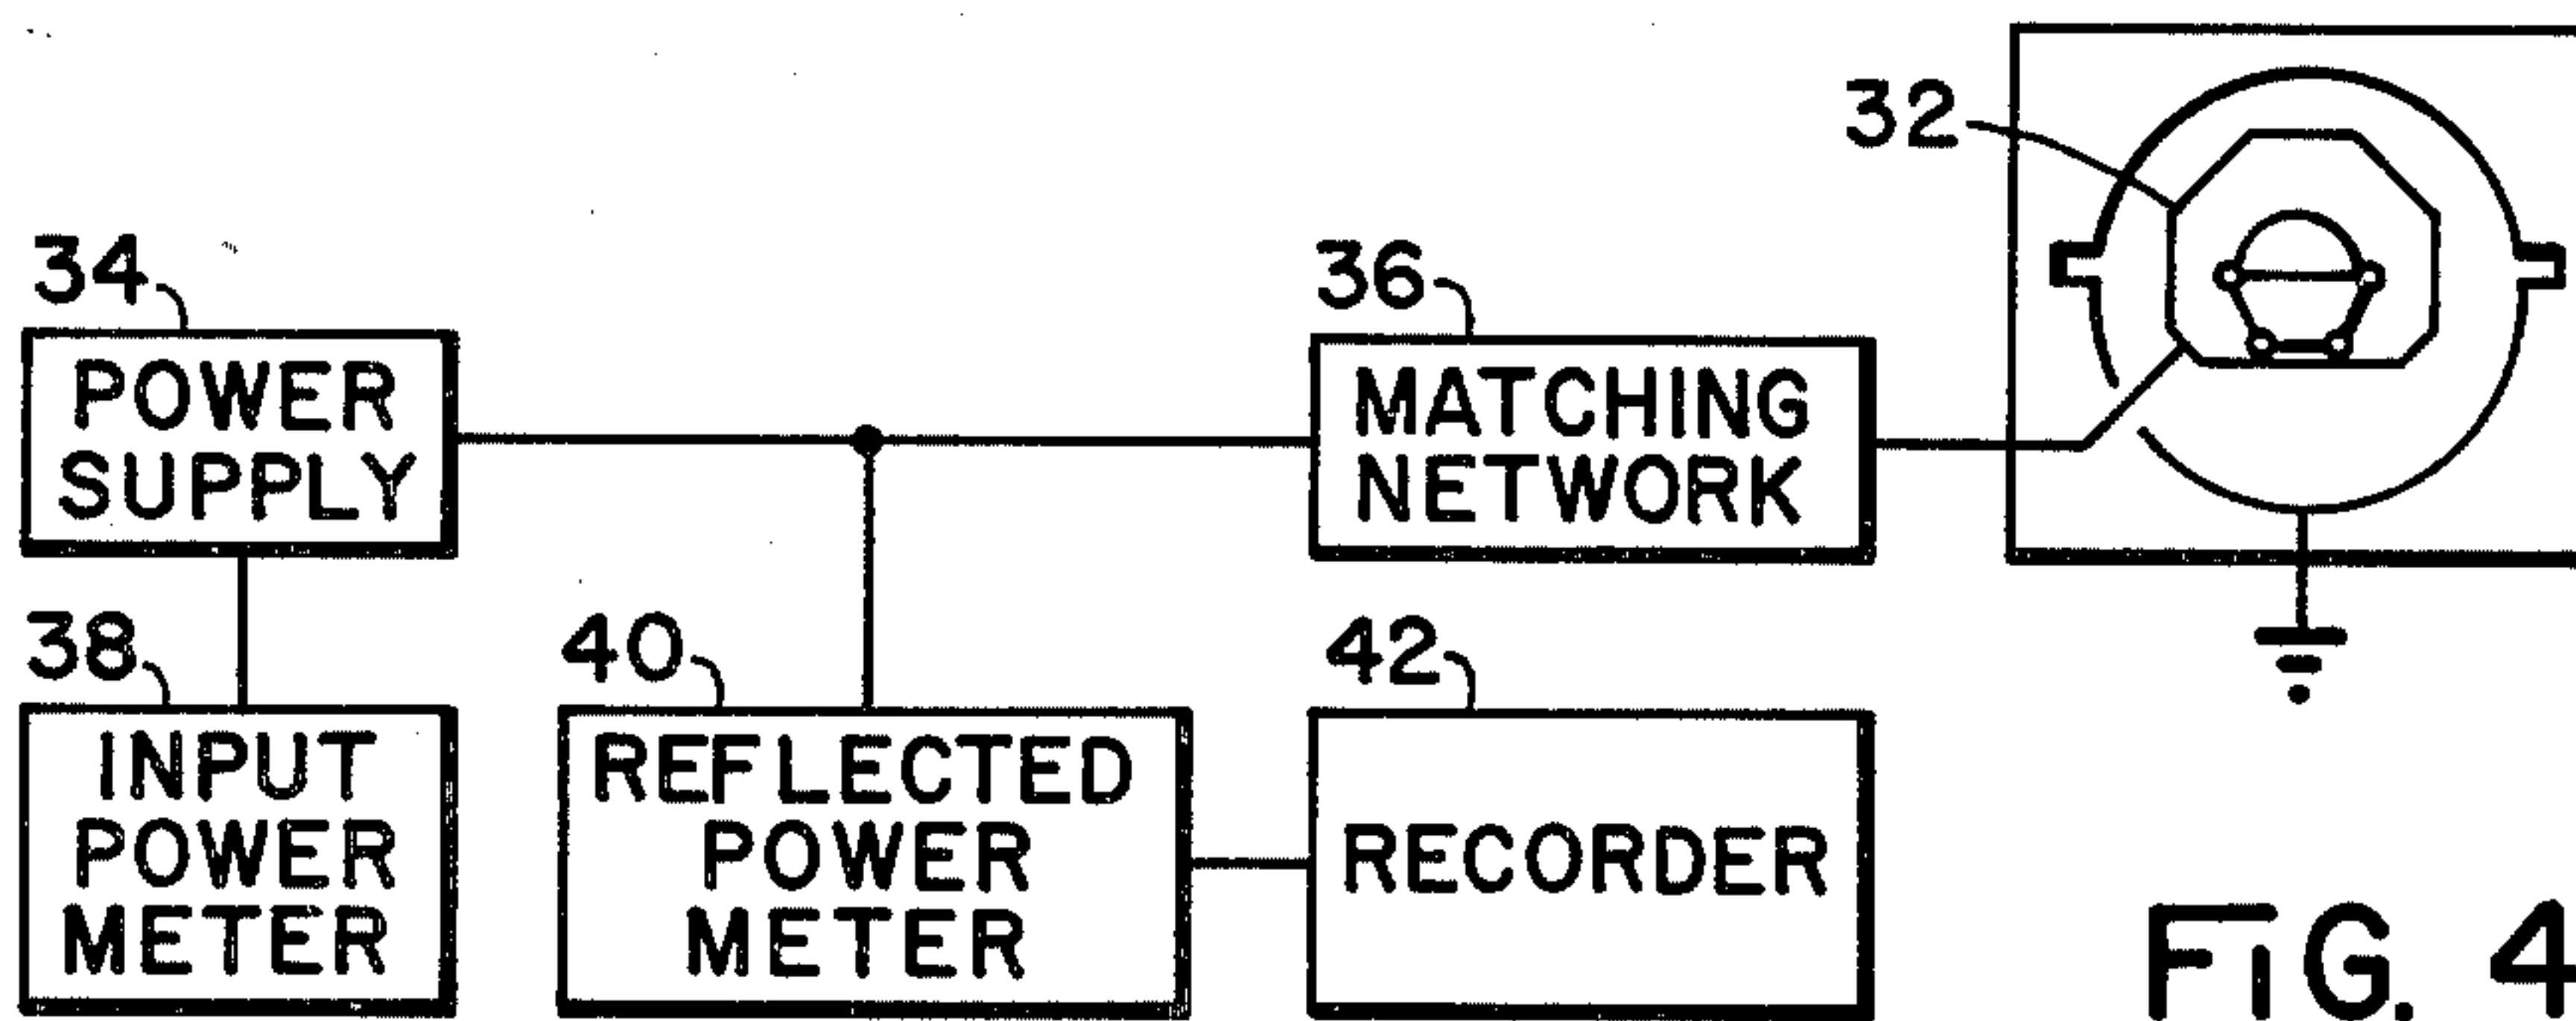 32
34
POWER
SUPPLY
36
MATCHING
NETWORK
38
INPUT
POWER
METER
40
REFLECTED
POWER
METER
42
RECORDER
FIG. 4